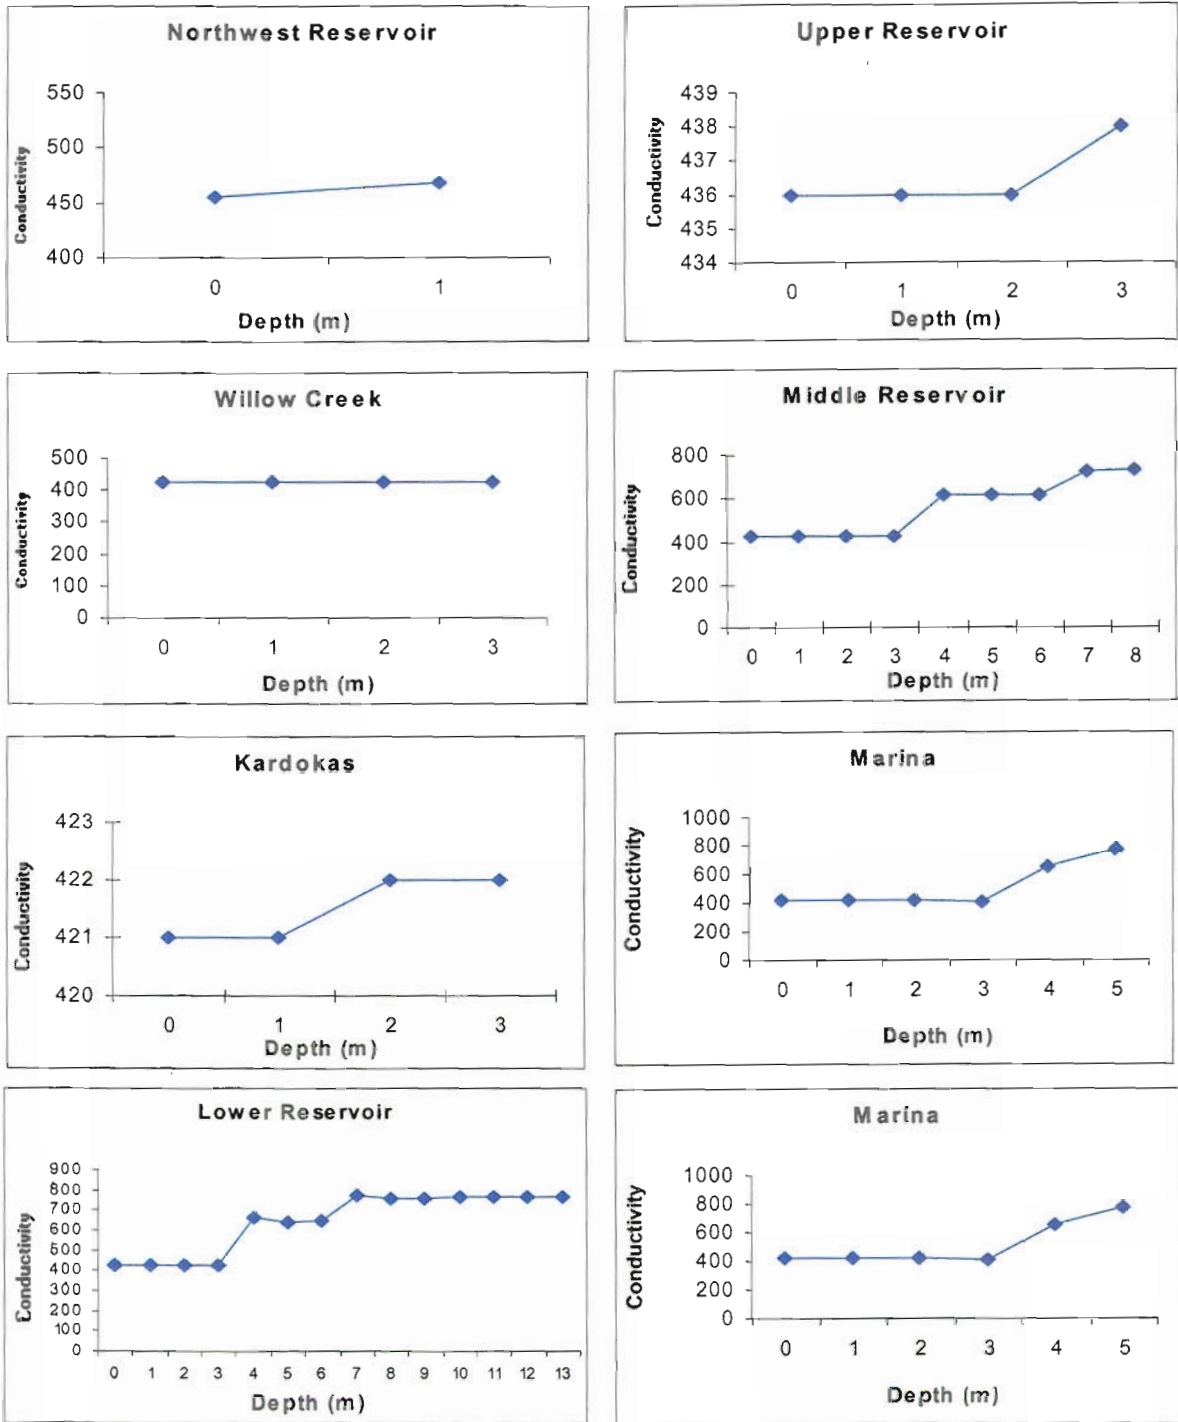 Northwest Reservoir
550
500
450
400
Conductivity
0 1
Depth (m)
Upper Reservoir
439
438
437
436
435
434
Conductivity
0 1 2 3
Depth (m)
Willow Creek
500
400
300
200
100
0
Conductivity
0 1 2 3
Depth (m)
Middle Reservoir
800
600
400
200
0
Conductivity
0 1 2 3 4 5 6 7 8
Depth (m)
Kardokas
423
422
421
420
Conductivity
0 1 2 3
Depth (m)
Marina
1000
800
600
400
200
0
Conductivity
0 1 2 3 4 5
Depth (m)
Lower Reservoir
900
800
700
600
500
400
300
200
100
0
Conductivity
0 1 2 3 4 5 6 7 8 9 10 11 12 13
Depth (m)
Marina
1000
800
600
400
200
0
Conductivity
0 1 2 3 4 5
Depth (m)